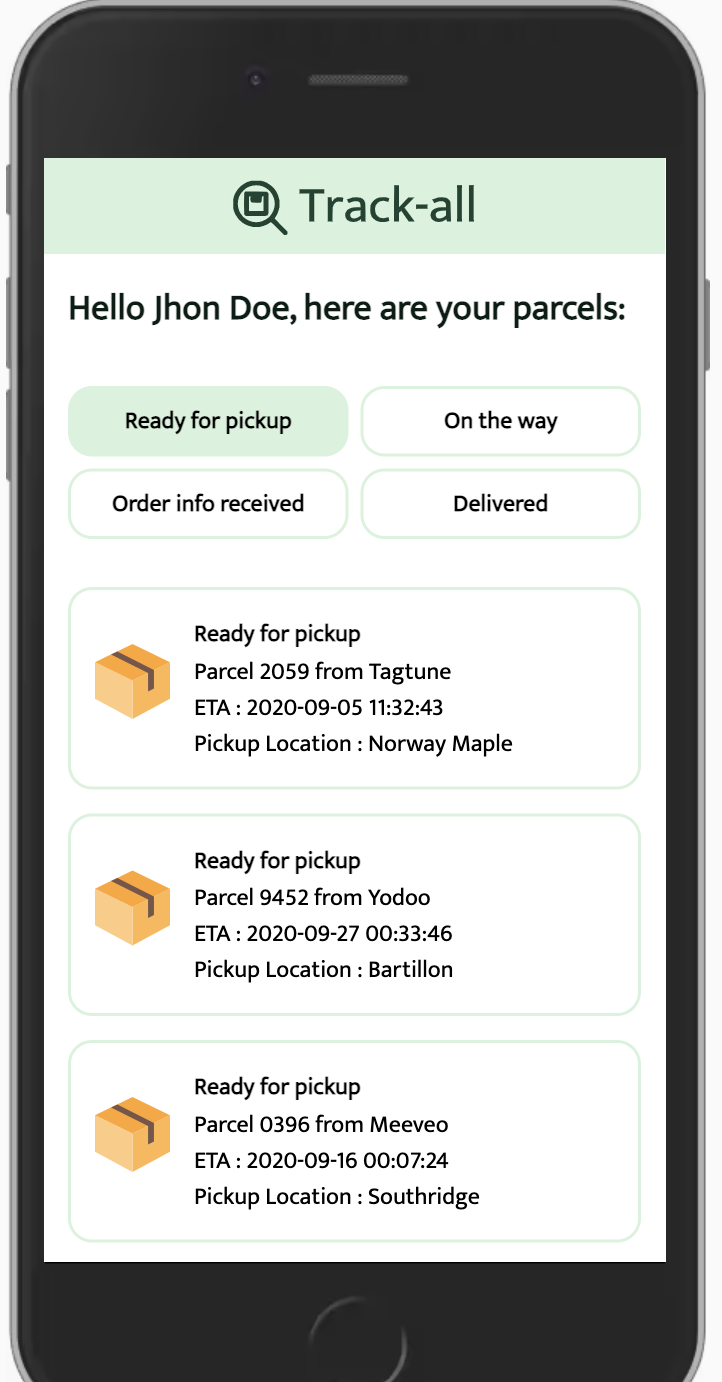 Track-all
Hello Jhon Doe, here are your parcels:
Ready for pickup
On the way
Order info received
Delivered
Ready for pickup
Parcel 2059 from Tagtune
ETA : 2020-09-05 11:32:43
Pickup Location : Norway Maple
Ready for pickup
Parcel 9452 from Yodoo
ETA : 2020-09-27 00:33:46
Pickup Location : Bartillon
Ready for pickup
Parcel 0396 from Meeveo
ETA : 2020-09-16 00:07:24
Pickup Location : Southridge